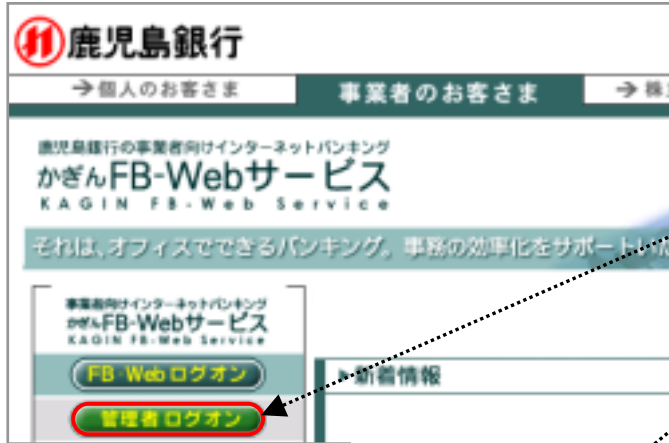 鹿児島銀行
→個人のお客さま
事業者のお客さま
→株
鹿児島銀行の事業者向けインターネットバンキング
かぎんFB-Webサービス
KAGIN FB-Web Service
それは、オフィスでできるバンキング。事務の効率化をサポートいた
事業者向けインターネットバンキング
かぎんFB-Webサービス
KAGIN FB-Web Service
FB-Web ログオン
新着情報
管理者 ログオン